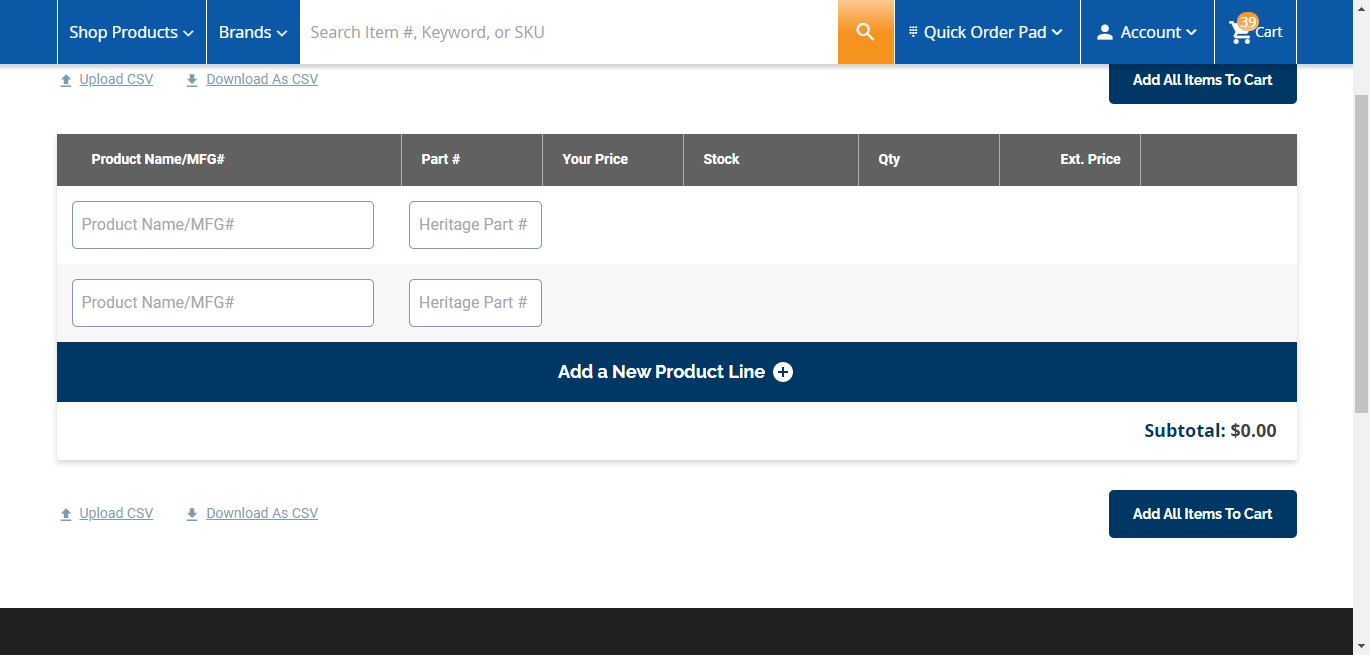 Shop Products Brands Search Item #, Keyword, or SKU Quick Order Pad Account 39 Cart
Upload CSV Download As CSV Add All Items To Cart
Product Name/MFG# Part # Your Price Stock Qty Ext. Price
Product Name/MFG# Heritage Part #
Product Name/MFG# Heritage Part #
Add a New Product Line
Subtotal: $0.00
Upload CSV Download As CSV Add All Items To Cart